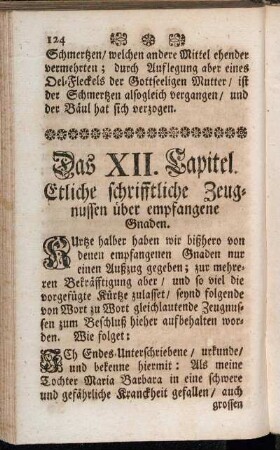 124
Schmertzen/ welchen andere Mittel ehender
vermehrten; durch Auflegung aber eines
Oel-Fleckels der Gottseeligen Mutter/ ist
der Schmertzen alsogleich vergangen/ und
der Bäul hat sich verzogen.
Das XII. Capitel.
Etliche schrifftliche Zeug-
nussen über empfangene
Gnaden.
KUrtze halber haben wir bißhero von
denen empfangenen Gnaden nur
einen Außzug gegeben; zur mehre-
ren Bekräfftigung aber/ und so viel die
vorgefügte Kürtze zulasset/ seynd folgende
von Wort zu Wort gleichlautende Zeugnus-
sen zum Beschluß hieher aufbehalten wor-
den. Wie folget:
ICh Endes-Unterschriebene/ urkunde/
und bekenne hiermit: Als meine
Tochter Maria Barbara in eine schwere
und gefährliche Kranckheit gefallen/ auch
grossen